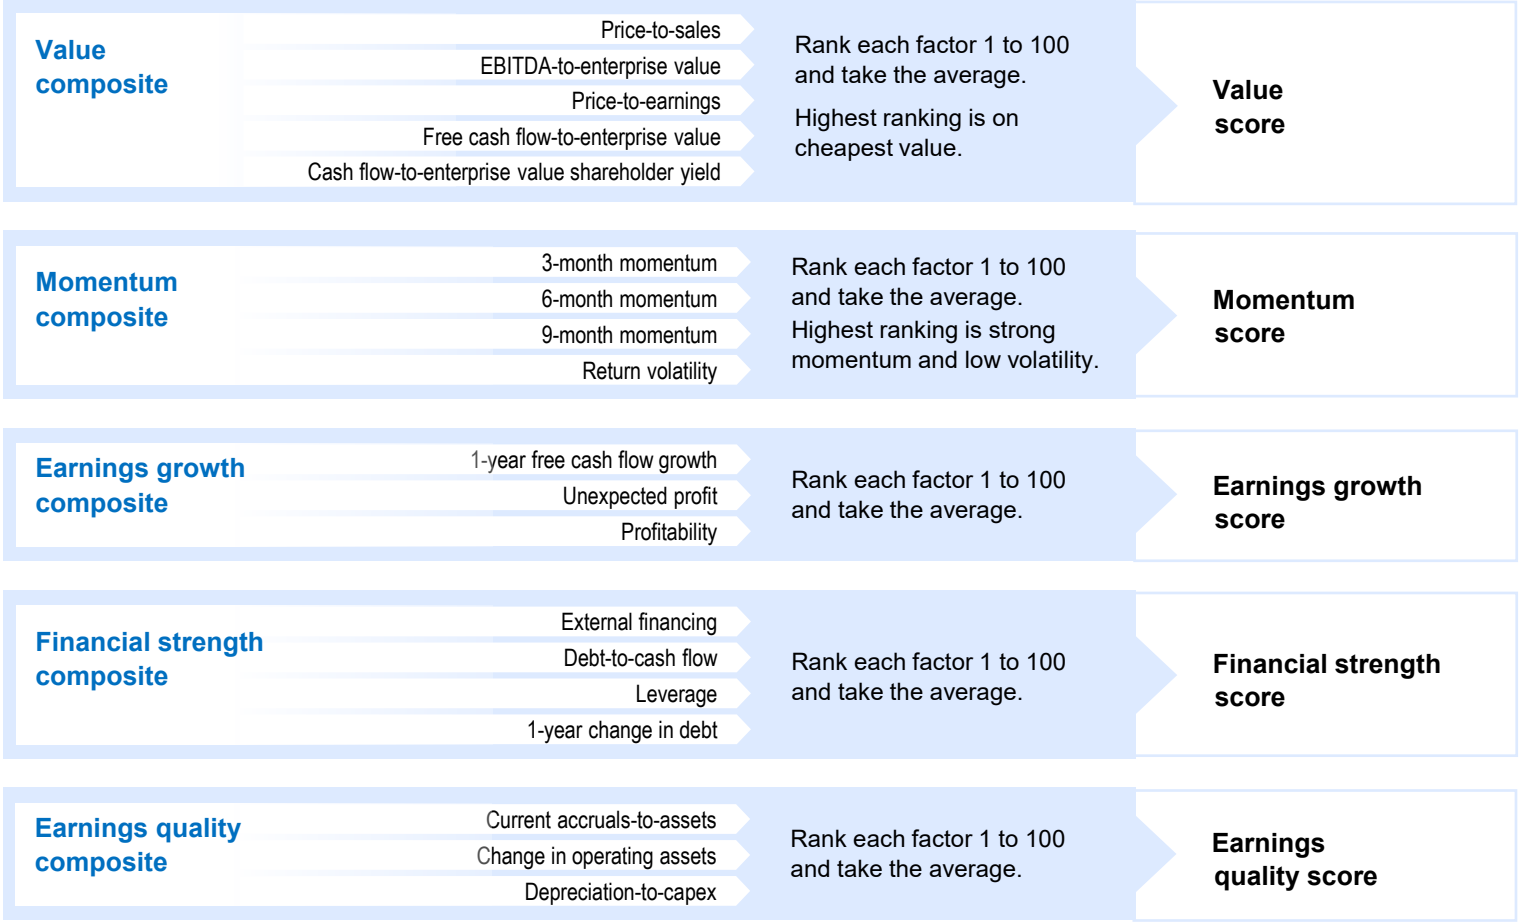 Value
composite
Price-to-sales
EBITDA-to-enterprise value
Price-to-earnings
Free cash flow-to-enterprise value
Cash flow-to-enterprise value shareholder yield
Rank each factor 1 to 100
and take the average.
Highest ranking is on
cheapest value.
Value
score
Momentum
composite
3-month momentum
6-month momentum
9-month momentum
Return volatility
Rank each factor 1 to 100
and take the average.
Highest ranking is strong
momentum and low volatility.
Momentum
score
Earnings growth
composite
1-year free cash flow growth
Unexpected profit
Profitability
Rank each factor 1 to 100
and take the average.
Earnings growth
score
Financial strength
composite
External financing
Debt-to-cash flow
Leverage
1-year change in debt
Rank each factor 1 to 100
and take the average.
Financial strength
score
Earnings quality
composite
Current accruals-to-assets
Change in operating assets
Depreciation-to-capex
Rank each factor 1 to 100
and take the average.
Earnings
quality score